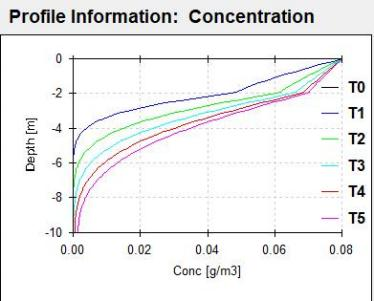 Profile Information: Concentration
0
-2
-4
-6
-8
-10
Depth [m]
0.00 0.02 0.04 0.06 0.08
Conc [g/m3]
T0
T1
T2
T3
T4
T5